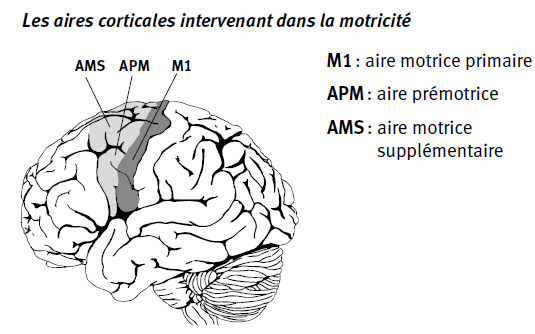 Les aires corticales intervenant dans la motricité
AMS APM M1
M1 : aire motrice primaire
APM : aire prémotrice
AMS : aire motrice
supplémentaire